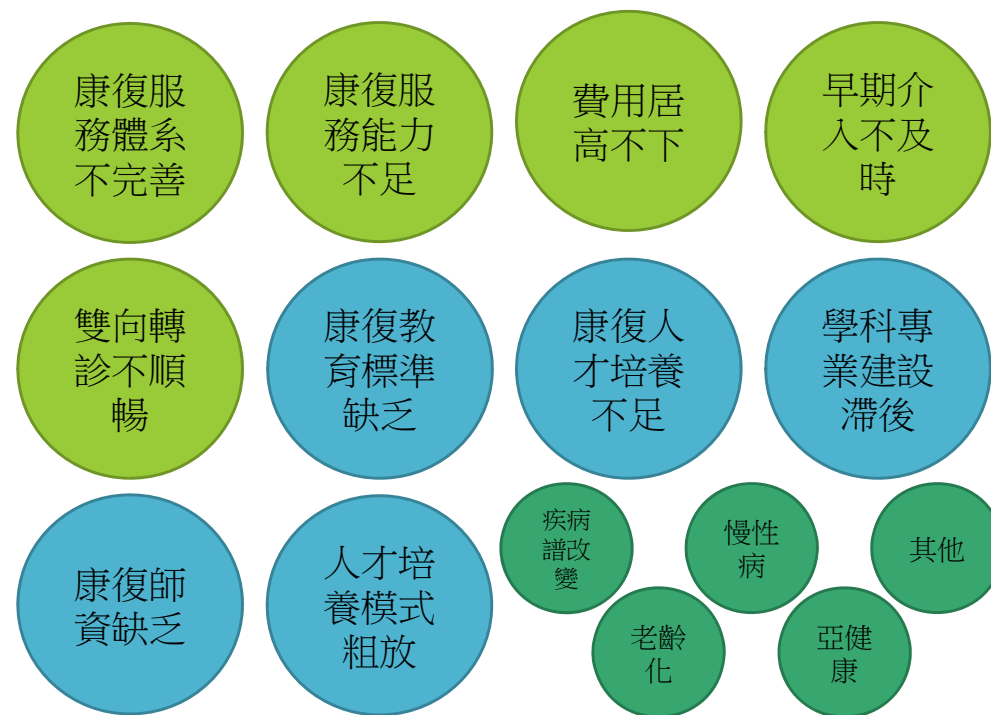 康復服
務體系
不完善
康復服
務能力
不足
費用居
高不下
早期介
入不及
時
雙向轉
診不順
暢
康復教
育標準
缺乏
康復人
才培養
不足
學科專
業建設
滯後
康復師
資缺乏
人才培
養模式
粗放
疾病
譜改
變
慢性
病
其他
老齡
化
亞健
康